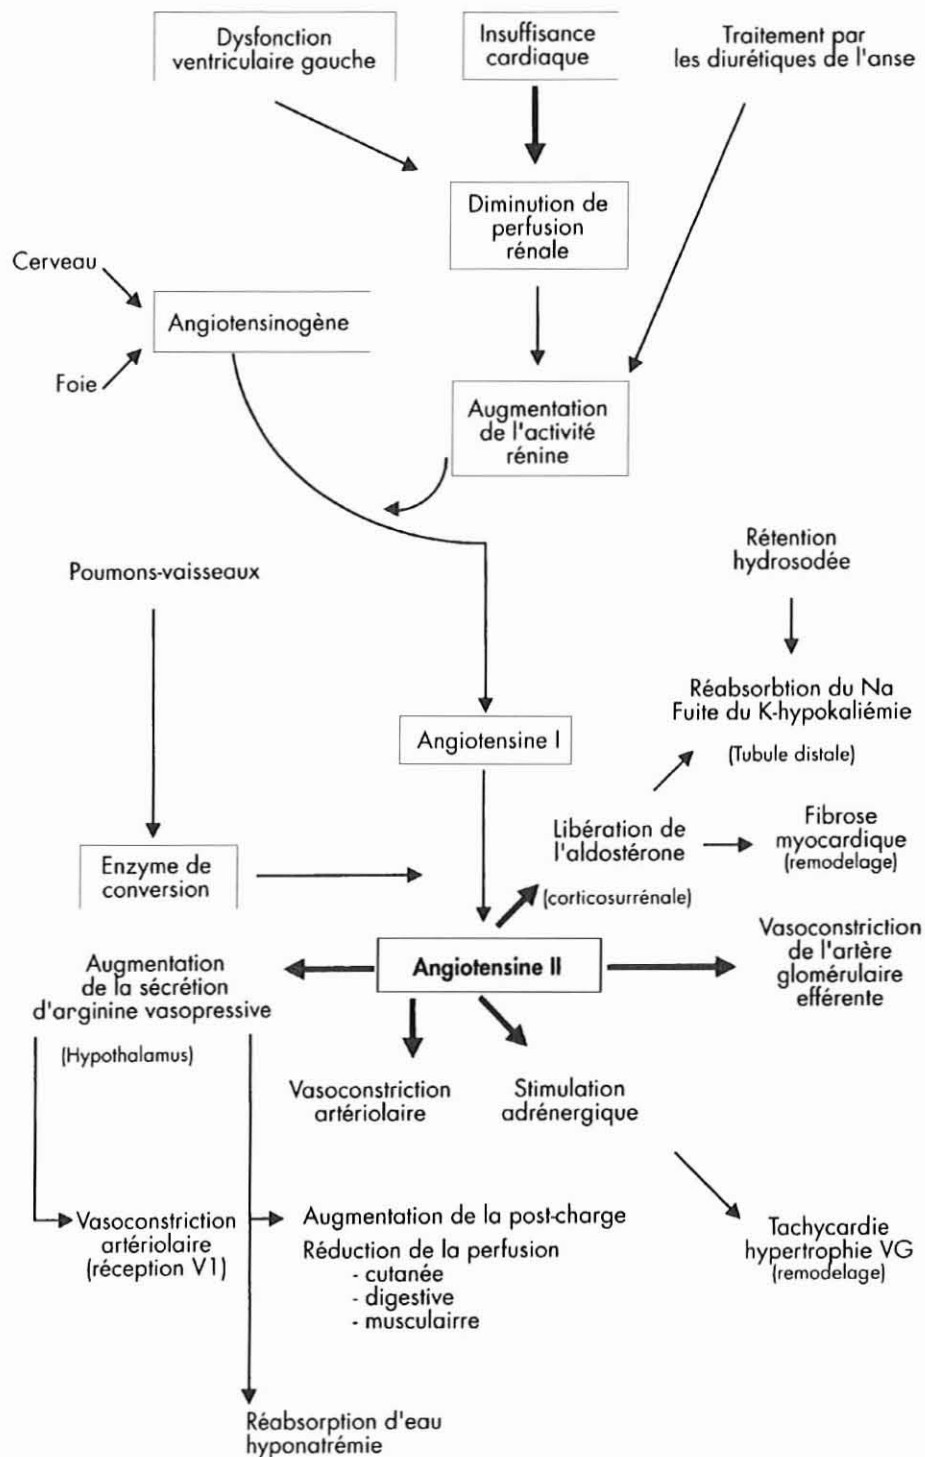 Dysfonction
ventriculaire gauche
Insuffisance
cardiaque
Traitement par
les diurétiques de l'anse
Diminution de
perfusion
rénale
Cerveau
Angiotensinogène
Foie
Augmentation
de l'activité
rénine
Poumons-vaisseaux
Rétention
hydrosodée
Réabsorbtion du Na
Fuite du K-hypokaliémie
(Tubule distale)
Angiotensine I
Libération de
l'aldostérone
(corticosurrénale)
Fibrose
myocardique
(remodelage)
Enzyme de
conversion
Angiotensine II
Vasoconstriction
de l'artère
glomérulaire
efférente
Augmentation
de la sécrétion
d'arginine vasopressive
(Hypothalamus)
Vasoconstriction
artériolaire
Stimulation
adrénergique
Vasoconstriction
artériolaire
(réception V1)
Augmentation de la post-charge
Réduction de la perfusion
- cutanée
- digestive
- musculairre
Tachycardie
hypertrophie VG
(remodelage)
Réabsorption d'eau
hyponatrémie